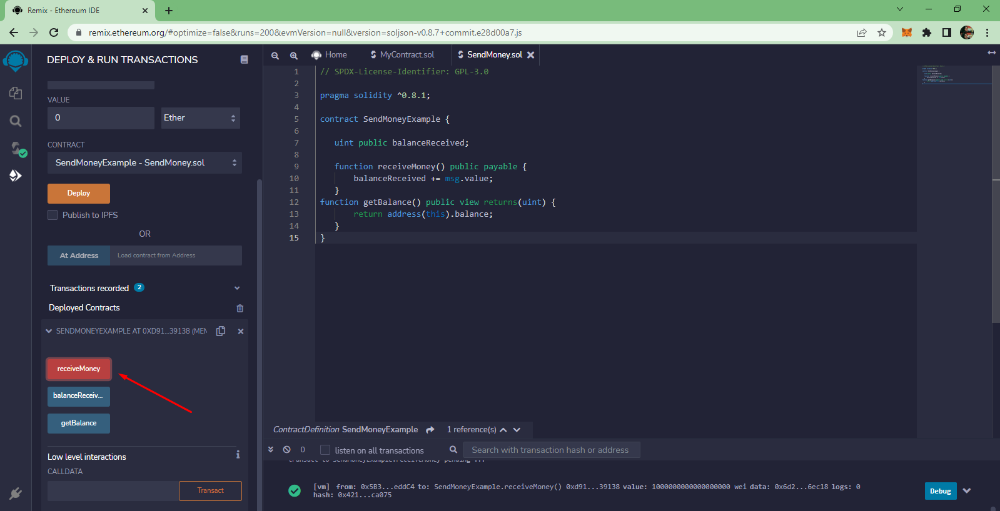 Remix - Ethereum IDE
remix.ethereum.org/#optimize=false&runs=200&evmVersion=null&version=soljson-v0.8.7+commit.e28d00a7.js
DEPLOY & RUN TRANSACTIONS
VALUE
0 Ether
CONTRACT
SendMoneyExample - SendMoney.sol
Deploy
Publish to IPFS
OR
At Address Load contract from Address
Transactions recorded 2
Deployed Contracts
SENDMONEYEXAMPLE AT 0XD91...39138 (MEM
receiveMoney
balanceReceiv...
getBalance
Low level interactions
CALLDATA
Transact
Home MyContract.sol SendMoney.sol
1 // SPDX-License-Identifier: GPL-3.0
2
3 pragma solidity ^0.8.1;
4
5 contract SendMoneyExample {
6
7 uint public balanceReceived;
8
9 function receiveMoney() public payable {
10 balanceReceived += msg.value;
11 }
12 function getBalance() public view returns(uint) {
13 return address(this).balance;
14 }
15 }
ContractDefinition SendMoneyExample 1 reference(s)
0 listen on all transactions Search with transaction hash or address
transact to SendMoneyExample.receiveMoney pending ...
[vm] from: 0x5B3...eddC4 to: SendMoneyExample.receiveMoney() 0xd91...39138 value: 1000000000000000000 wei data: 0x6d2...6ec18 logs: 0
hash: 0x421...ca075
Debug